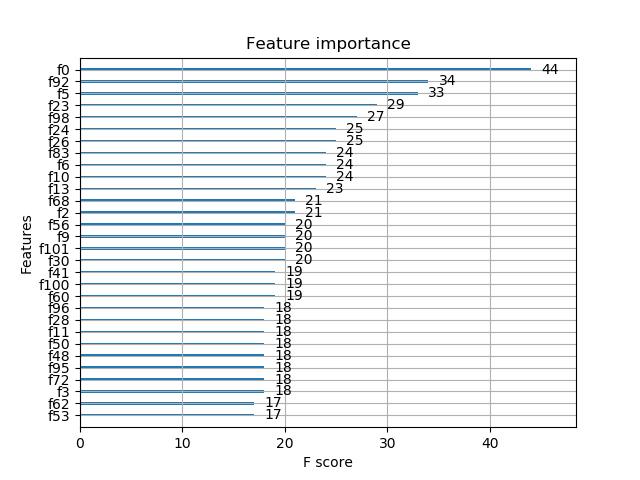 Feature importance
Features
f0 44
f92 34
f5 33
f23 29
f98 27
f24 25
f26 25
f83 24
f6 24
f10 24
f13 23
f68 21
f2 21
f56 20
f9 20
f101 20
f30 20
f41 19
f100 19
f60 19
f96 18
f28 18
f11 18
f50 18
f48 18
f95 18
f72 18
f3 18
f62 17
f53 17
0 10 20 30 40
F score